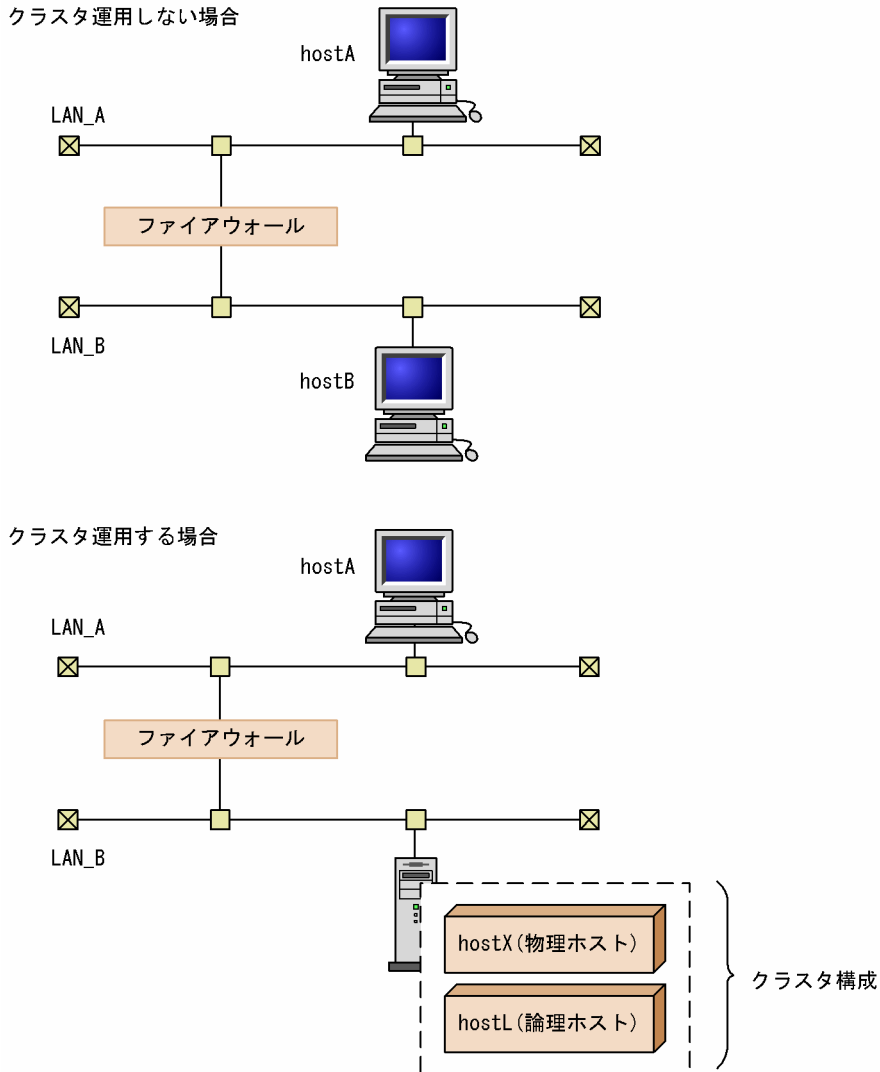 クラスタ運用しない場合
hostA
LAN_A
ファイアウォール
LAN_B
hostB
クラスタ運用する場合
hostA
LAN_A
ファイアウォール
LAN_B
hostX(物理ホスト)
クラスタ構成
hostL(論理ホスト)